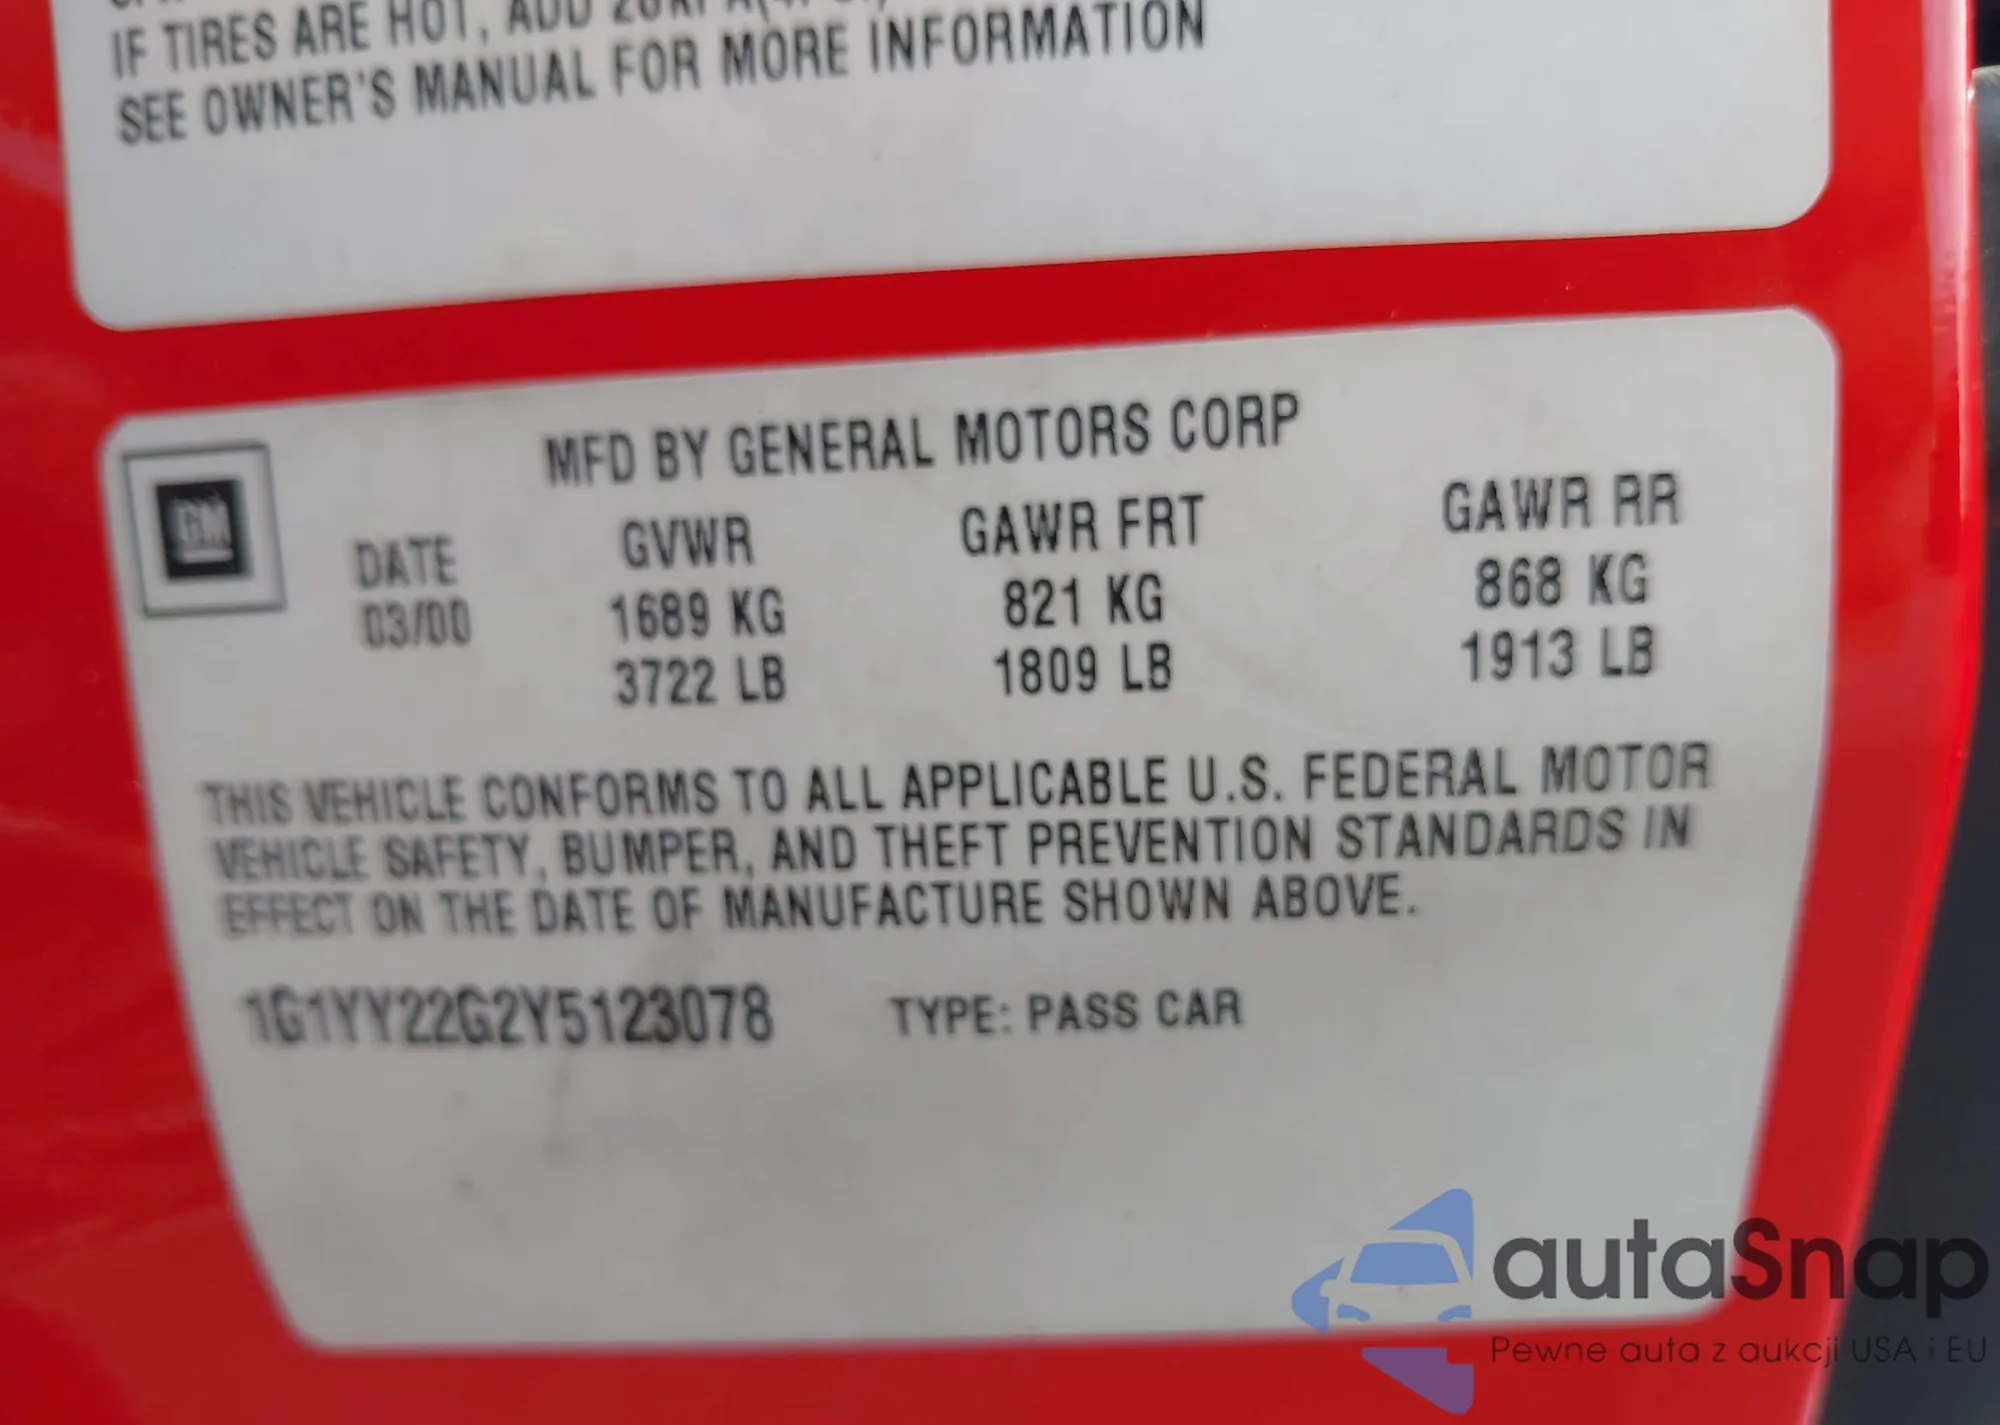 IF TIRES ARE HOT, ADD
SEE OWNER'S MANUAL FOR MORE INFORMATION
GM
MFD BY GENERAL MOTORS CORP
DATE GVWR GAWR FRT GAWR RR
03/00 1689 KG 821 KG 868 KG
3722 LB 1809 LB 1913 LB
THIS VEHICLE CONFORMS TO ALL APPLICABLE U.S. FEDERAL MOTOR
VEHICLE SAFETY, BUMPER, AND THEFT PREVENTION STANDARDS IN
EFFECT ON THE DATE OF MANUFACTURE SHOWN ABOVE.
1G1YY22G2Y5123078 TYPE: PASS CAR
autaSnap
Pewne auta z aukcji USA i EU